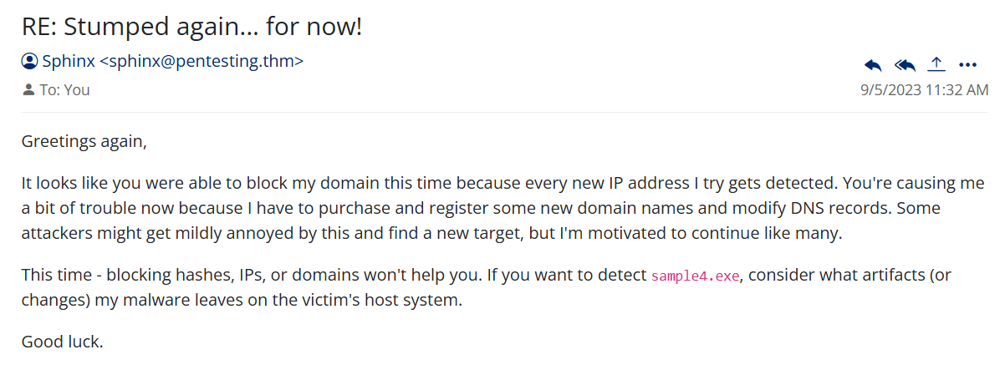 RE: Stumped again... for now!
Sphinx <sphinx@pentesting.thm>
To: You
9/5/2023 11:32 AM
Greetings again,
It looks like you were able to block my domain this time because every new IP address I try gets detected. You're causing me
a bit of trouble now because I have to purchase and register some new domain names and modify DNS records. Some
attackers might get mildly annoyed by this and find a new target, but I'm motivated to continue like many.
This time - blocking hashes, IPs, or domains won't help you. If you want to detect sample4.exe, consider what artifacts (or
changes) my malware leaves on the victim's host system.
Good luck.